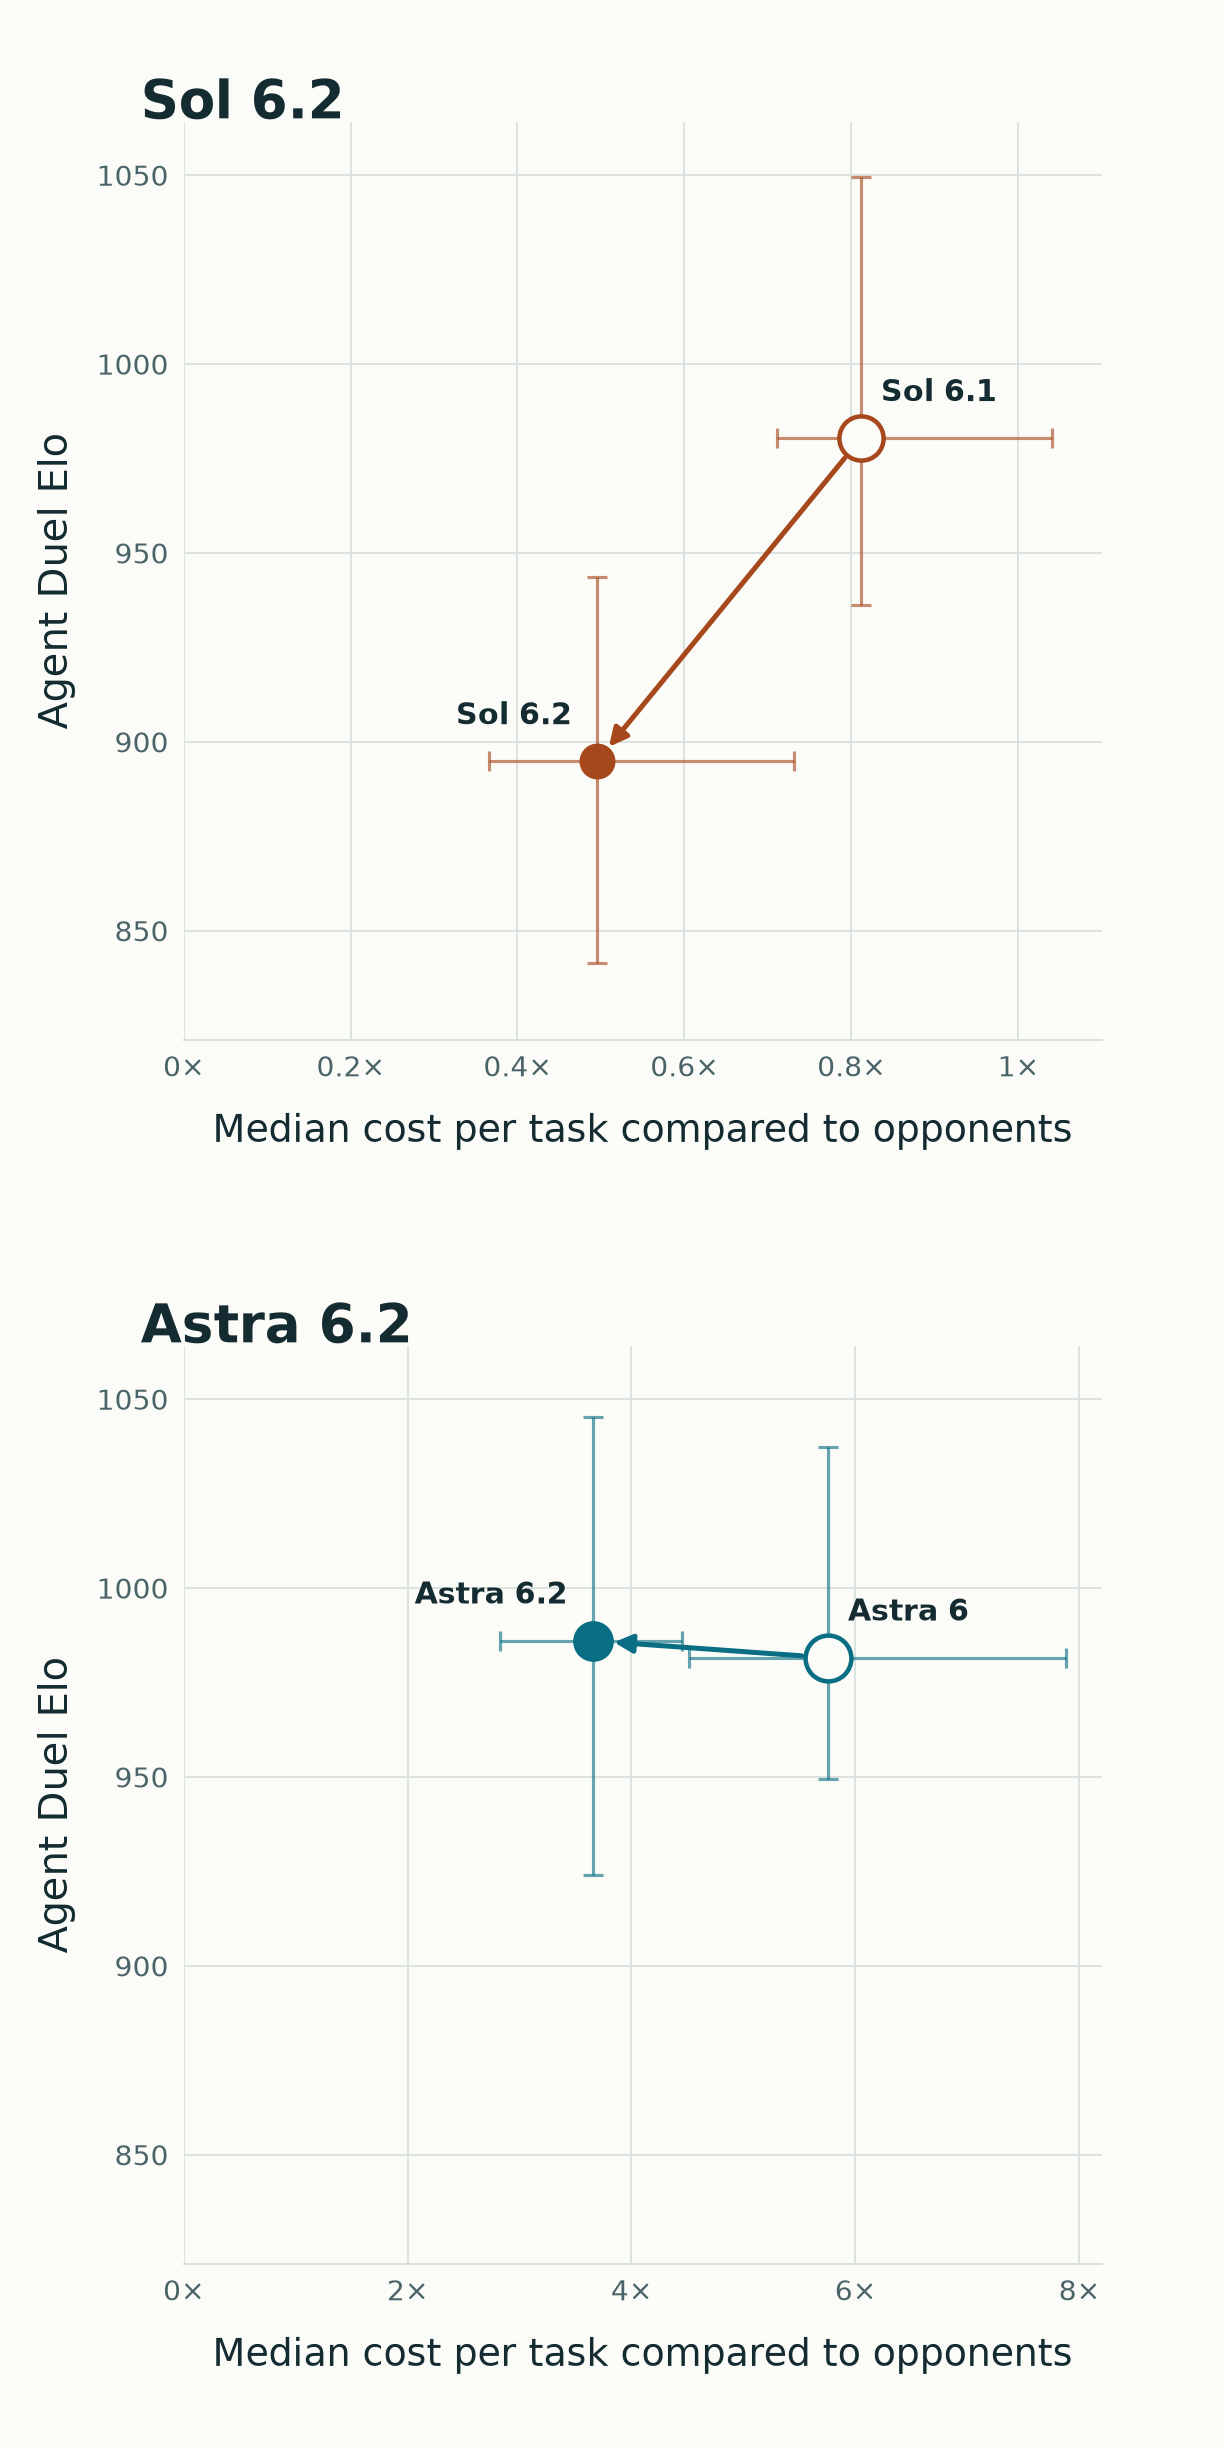 Sol 6.2
1050
1000
950
900
850
Agent Duel Elo
Sol 6.1
Sol 6.2
0× 0.2× 0.4× 0.6× 0.8× 1×
Median cost per task compared to opponents
Astra 6.2
1050
1000
950
900
850
Agent Duel Elo
Astra 6.2
Astra 6
0× 2× 4× 6× 8×
Median cost per task compared to opponents